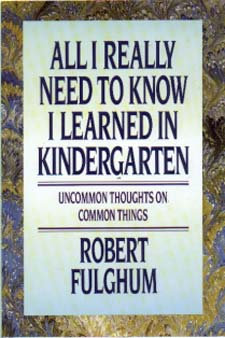 ALL I REALLY
NEED TO KNOW
I LEARNED IN
KINDERGARTEN
UNCOMMON THOUGHTS ON
COMMON THINGS
ROBERT
FULGHUM